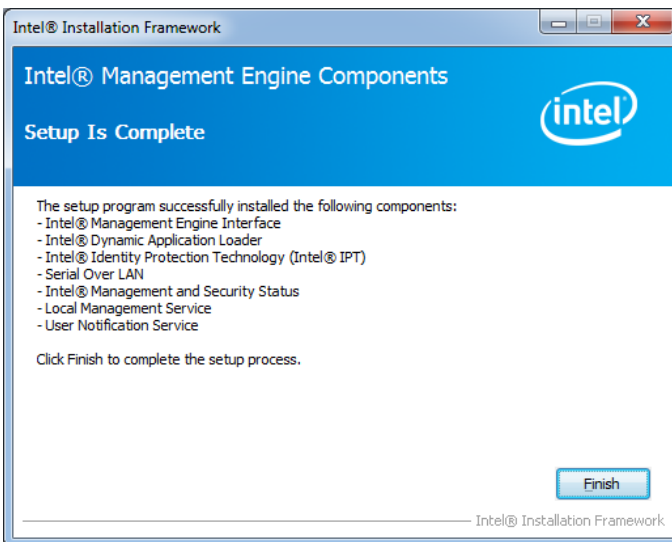 Intel® Installation Framework
Intel® Management Engine Components
Setup Is Complete
intel
The setup program successfully installed the following components:
- Intel® Management Engine Interface
- Intel® Dynamic Application Loader
- Intel® Identity Protection Technology (Intel® IPT)
- Serial Over LAN
- Intel® Management and Security Status
- Local Management Service
- User Notification Service
Click Finish to complete the setup process.
Finish
Intel® Installation Framework